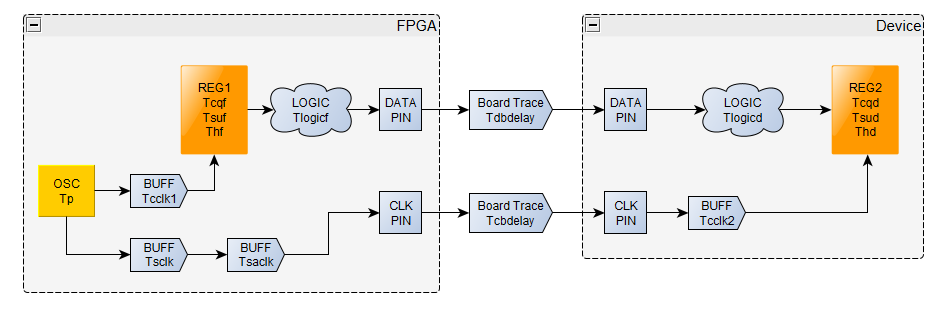 FPGA
Device
REG1
Tcqf
Tsuf
Thf
LOGIC
Tlogicf
DATA
PIN
Board Trace
Tdbdelay
DATA
PIN
LOGIC
Tlogicd
REG2
Tcqd
Tsud
Thd
OSC
Tp
BUFF
Tcclk1
CLK
PIN
Board Trace
Tcbdelay
CLK
PIN
BUFF
Tcclk2
BUFF
Tsclk
BUFF
Tsaclk